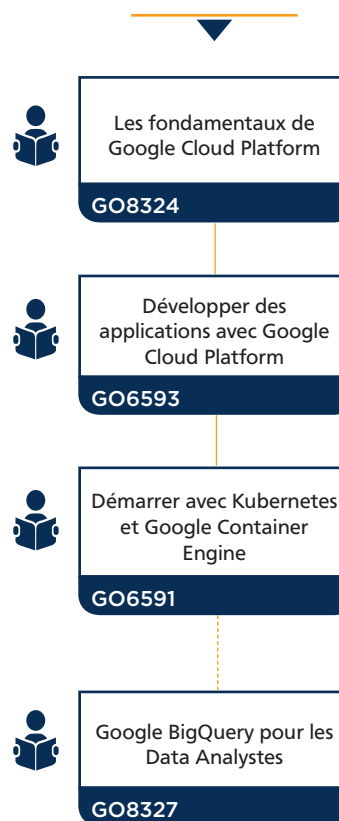 Les fondamentaux de
Google Cloud Platform
GO8324
Développer des
applications avec Google
Cloud Platform
GO6593
Démarrer avec Kubernetes
et Google Container
Engine
GO6591
Google BigQuery pour les
Data Analystes
GO8327